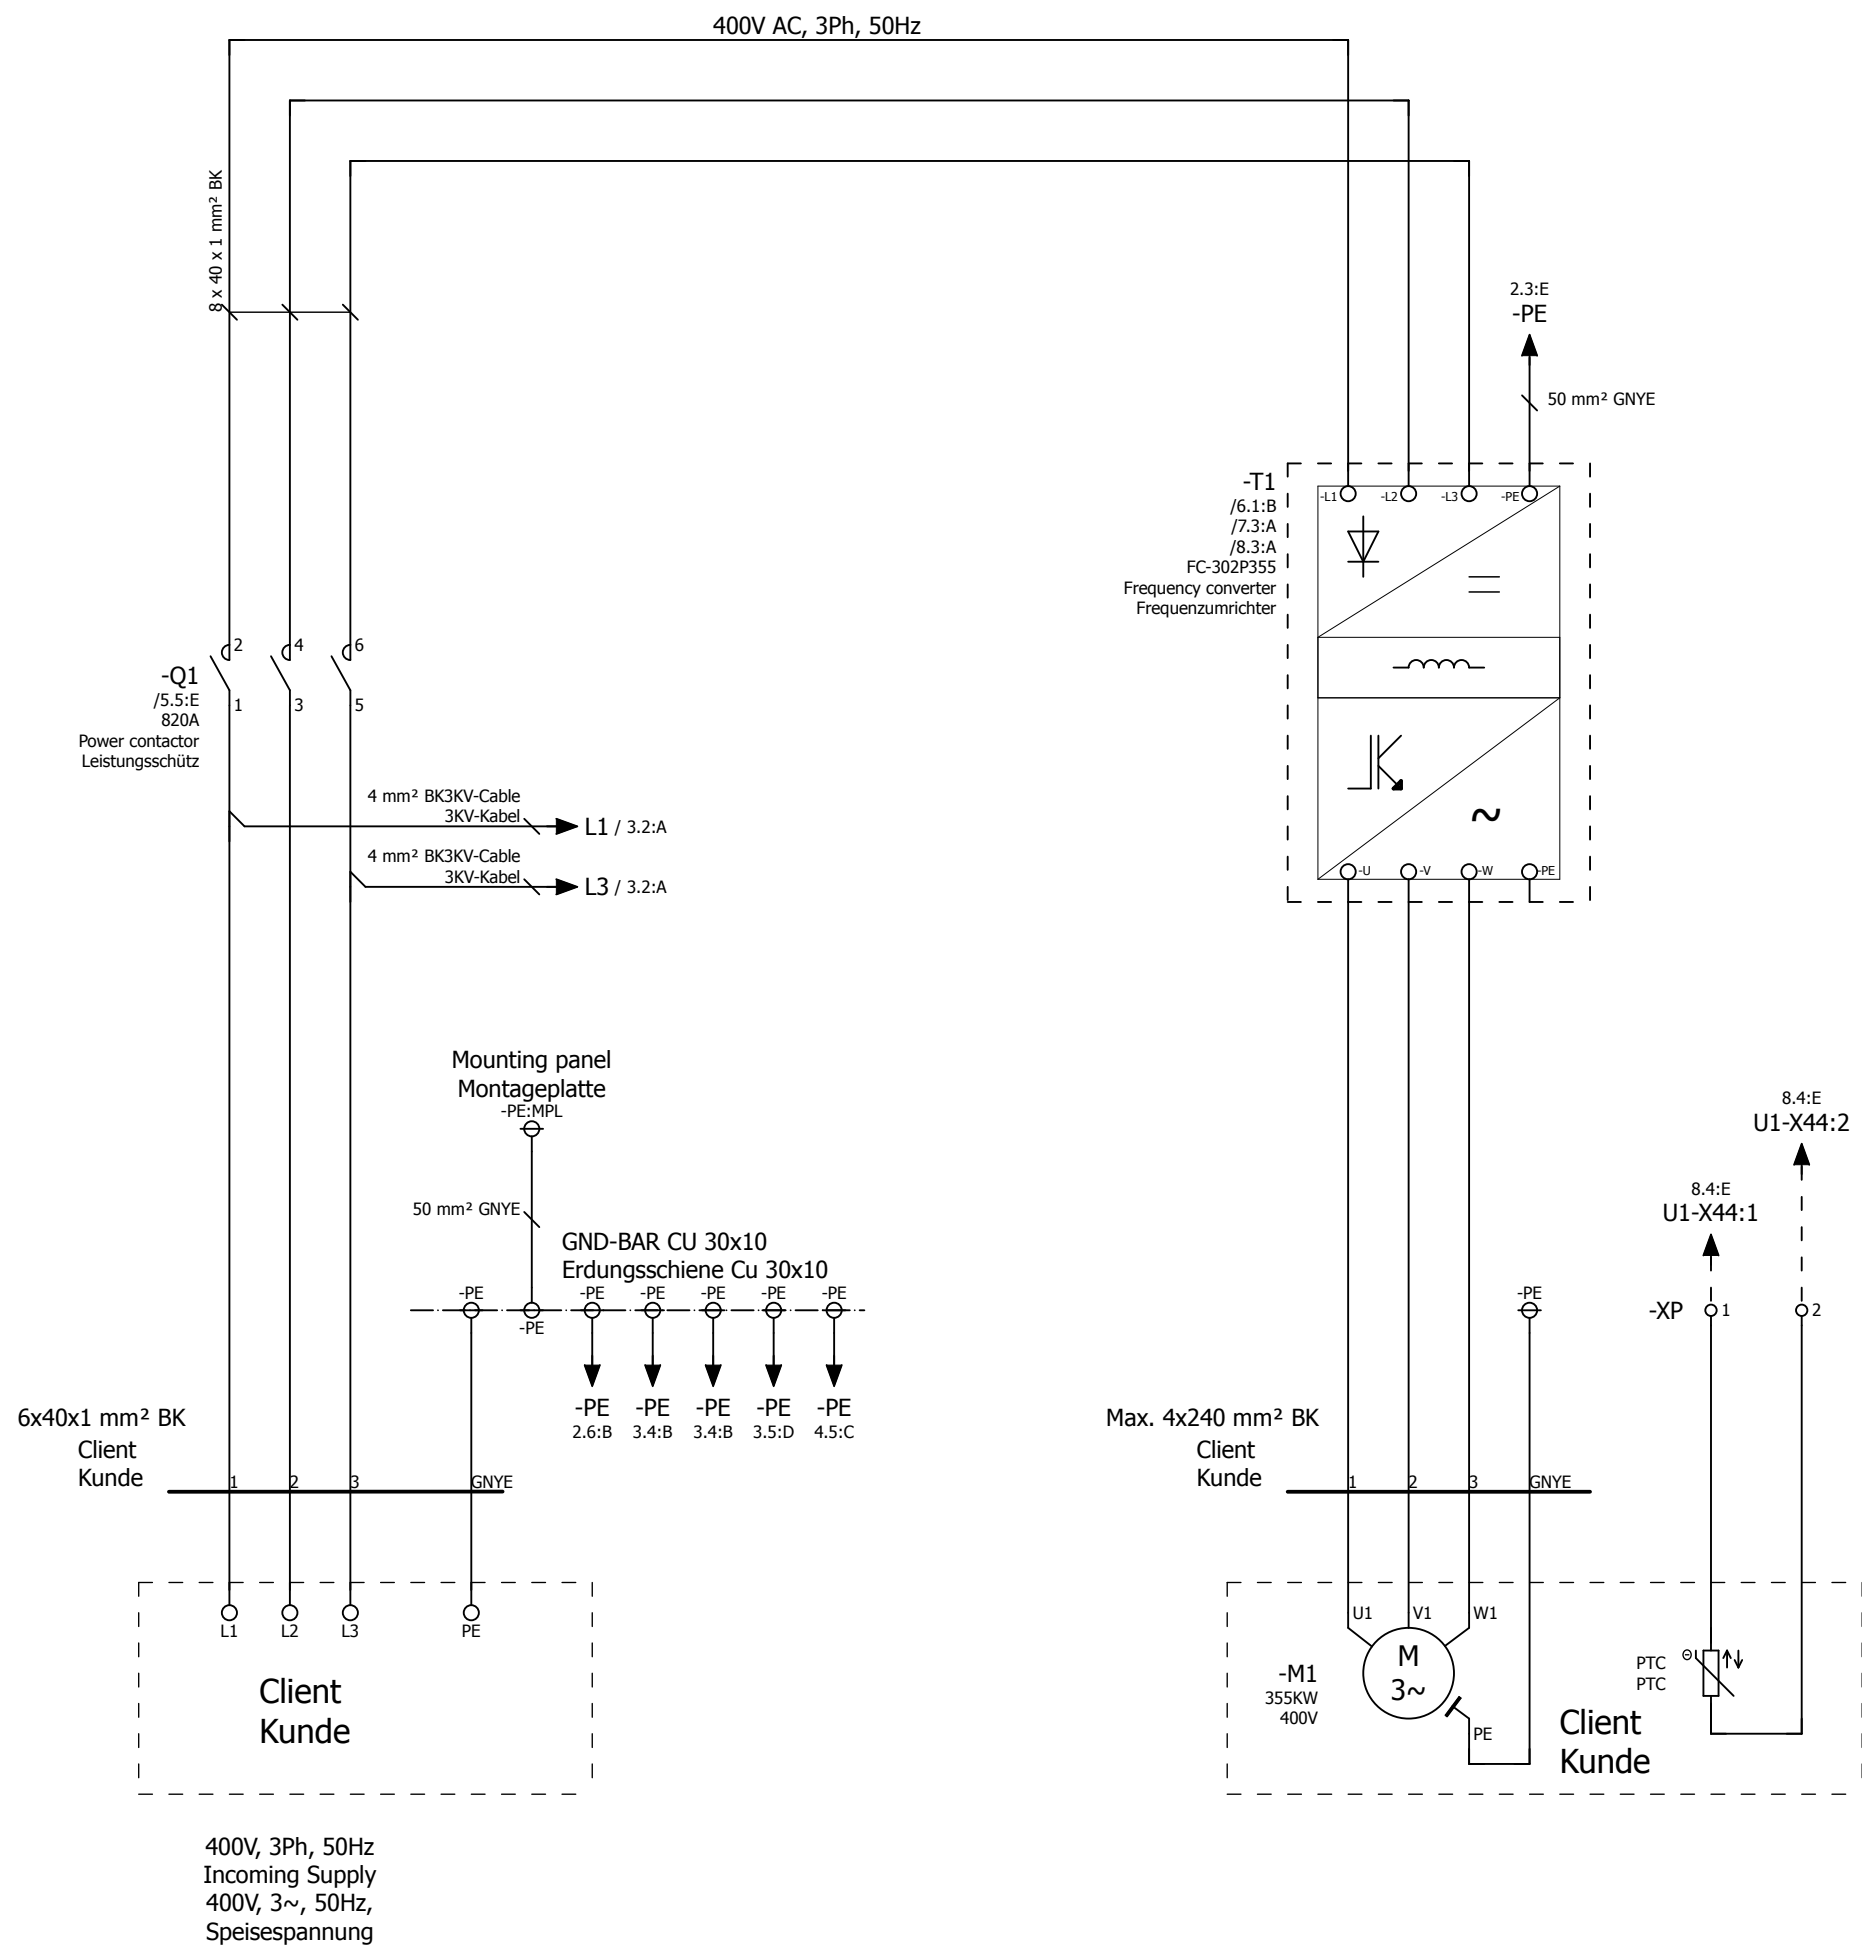 400V AC, 3Ph, 50Hz
8 x 40 x 1 mm² BK
2.3:E
-PE
50 mm² GNYE
-T1
/6.1:B
/7.3:A
/8.3:A
FC-302P355
Frequency converter
Frequenzumrichter
-L1
-L2
-L3
-PE
~
-U
-V
-W
-PE
-Q1
/5.5:E
820A
Power contactor
Leistungsschütz
2
4
6
1
3
5
4 mm² BK3KV-Cable
3KV-Kabel
L1 / 3.2:A
4 mm² BK3KV-Cable
3KV-Kabel
L3 / 3.2:A
Mounting panel
Montageplatte
-PE:MPL
50 mm² GNYE
GND-BAR CU 30x10
Erdungsschiene Cu 30x10
-PE
-PE
-PE
-PE
-PE
-PE
-PE
-PE
2.6:B
-PE
3.4:B
-PE
3.4:B
-PE
3.5:D
-PE
4.5:C
6x40x1 mm² BK
Client
Kunde
1
2
3
GNYE
L1
L2
L3
PE
Client
Kunde
400V, 3Ph, 50Hz
Incoming Supply
400V, 3~, 50Hz,
Speisespannung
8.4:E
U1-X44:2
8.4:E
U1-X44:1
-PE
-XP
1
2
Max. 4x240 mm² BK
Client
Kunde
1
2
3
GNYE
U1
V1
W1
M
3~
-M1
355KW
400V
PE
PTC
PTC
Θ
Client
Kunde